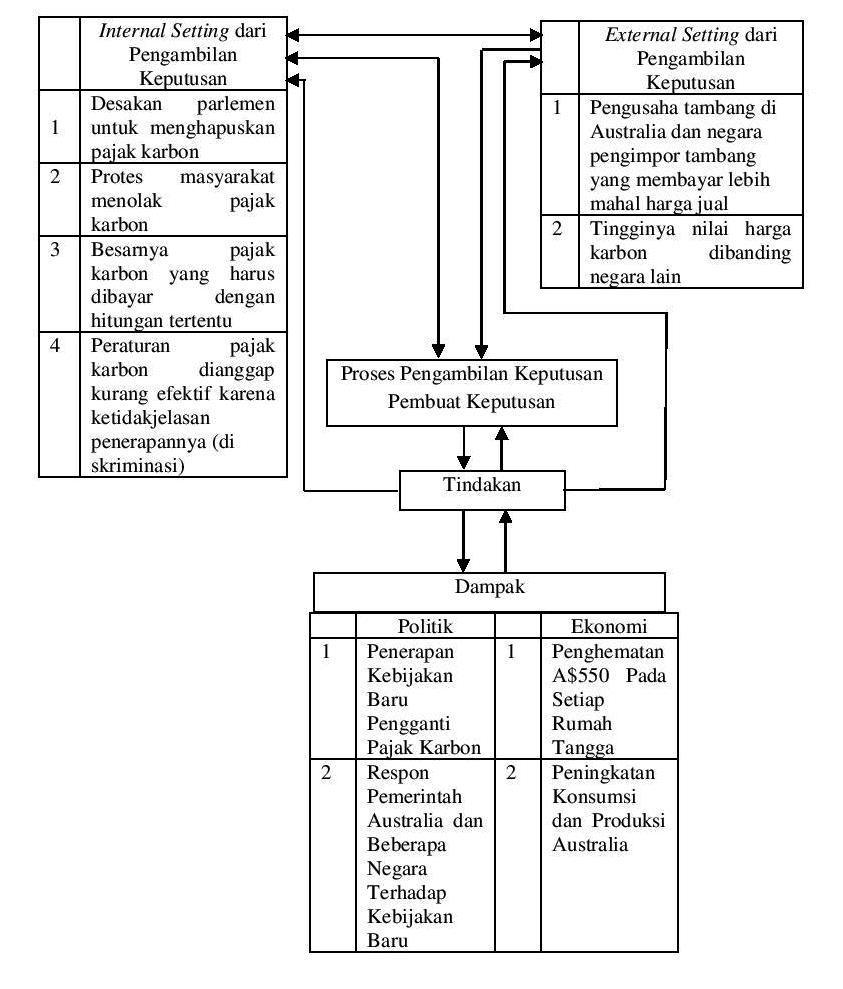 Internal Setting dari
Pengambilan
Keputusan
1
Desakan parlemen
untuk menghapuskan
pajak karbon
2
Protes masyarakat
menolak pajak
karbon
3
Besarnya pajak
karbon yang harus
dibayar dengan
hitungan tertentu
4
Peraturan pajak
karbon dianggap
kurang efektif karena
ketidakjelasan
penerapannya (di
skriminasi)
External Setting dari
Pengambilan
Keputusan
1
Pengusaha tambang di
Australia dan negara
pengimpor tambang
yang membayar lebih
mahal harga jual
2
Tingginya nilai harga
karbon dibanding
negara lain
Proses Pengambilan Keputusan
Pembuat Keputusan
Tindakan
Dampak
Politik
1
Penerapan
Kebijakan
Baru
Pengganti
Pajak Karbon
2
Respon
Pemerintah
Australia dan
Beberapa
Negara
Terhadap
Kebijakan
Baru
Ekonomi
1
Penghematan
A$550 Pada
Setiap
Rumah
Tangga
2
Peningkatan
Konsumsi
dan Produksi
Australia